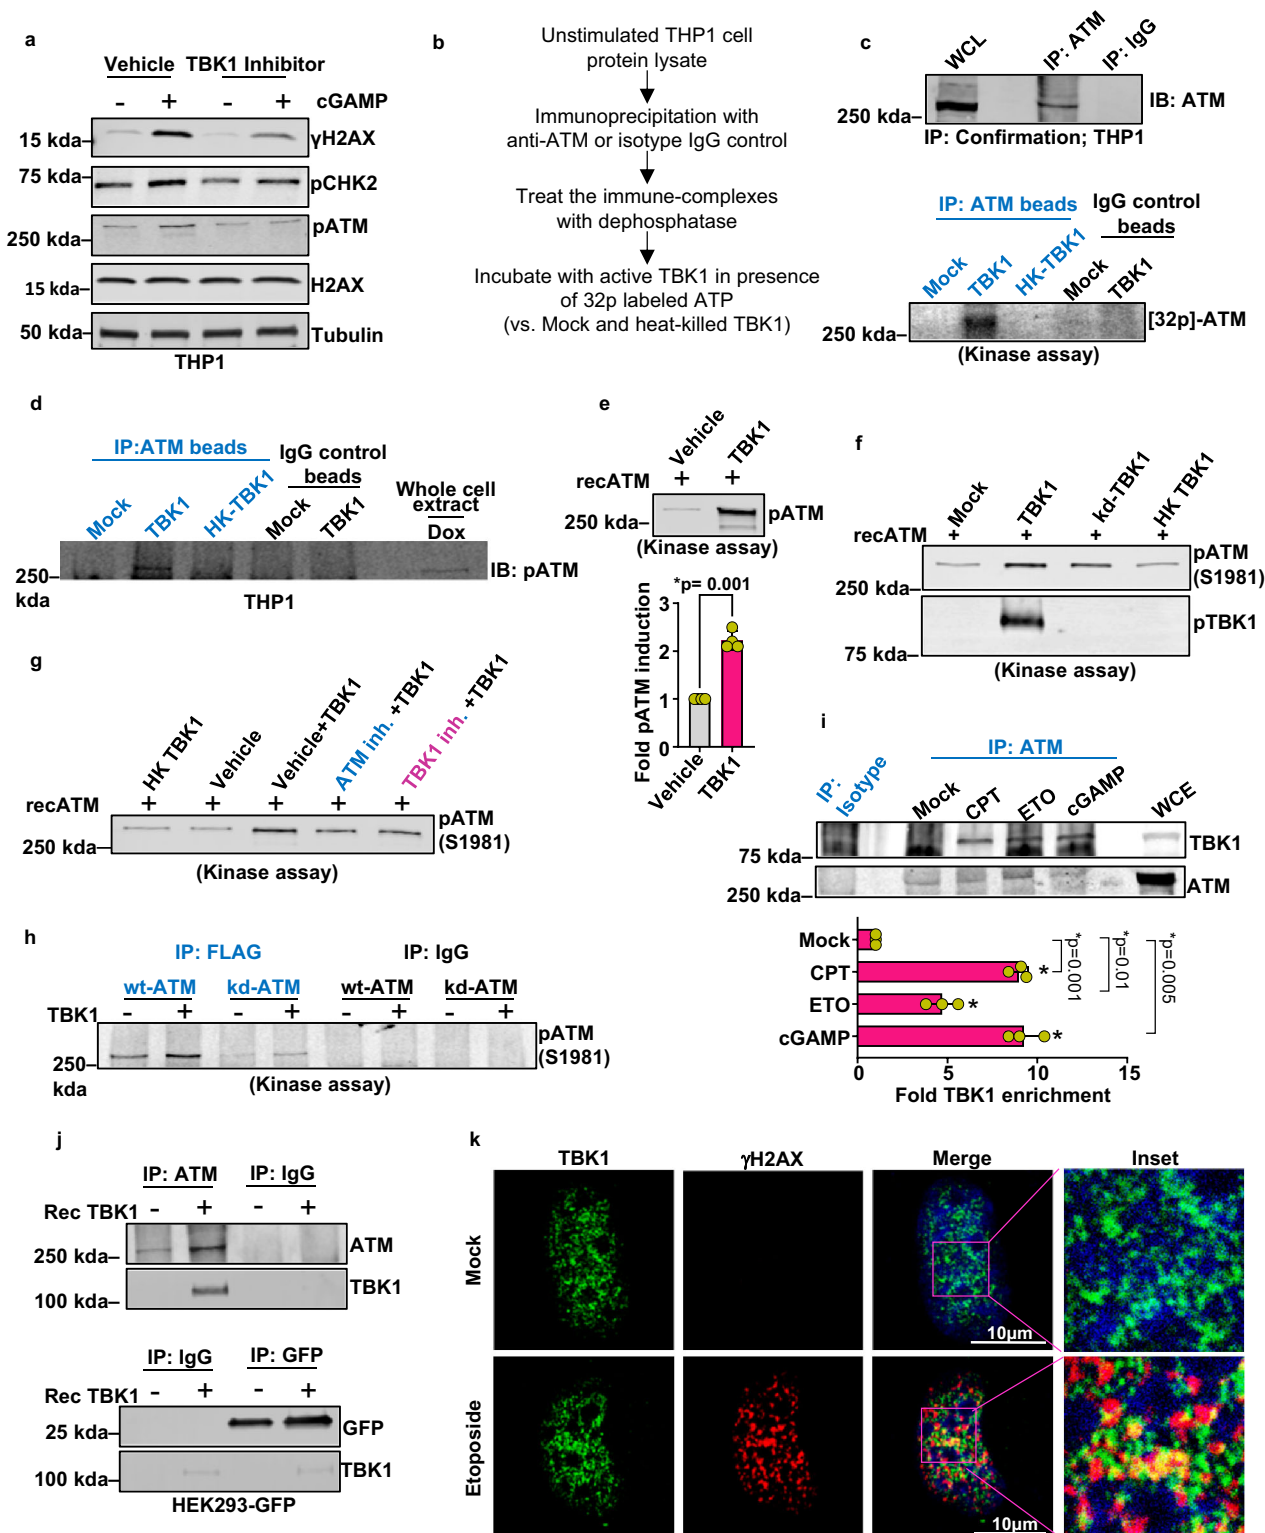 a
Vehicle TBK1 Inhibitor
- + - + cGAMP
15 kda γH2AX
75 kda pCHK2
250 kda pATM
15 kda H2AX
50 kda Tubulin
THP1
b
Unstimulated THP1 cell
protein lysate
Immunoprecipitation with
anti-ATM or isotype IgG control
Treat the immune-complexes
with dephosphatase
Incubate with active TBK1 in presence
of 32p labeled ATP
(vs. Mock and heat-killed TBK1)
c
WCL IP: ATM IP: IgG
250 kda IB: ATM
IP: Confirmation; THP1
IP: ATM beads IgG control
beads
Mock TBK1 HK-TBK1 Mock TBK1
250 kda [32p]-ATM
(Kinase assay)
d
IP:ATM beads IgG control
beads
Whole cell
extract
Mock TBK1 HK-TBK1 Mock TBK1 Dox
250
kda
IB: pATM
THP1
e
Vehicle TBK1
recATM + +
250 kda pATM
(Kinase assay)
*p= 0.001
Fold pATM induction
3
2
1
0
Vehicle TBK1
f
Mock TBK1 kd-TBK1 HK TBK1
recATM + + + +
250 kda pATM
(S1981)
75 kda pTBK1
(Kinase assay)
g
HK TBK1 Vehicle Vehicle+TBK1 ATM inh. +TBK1 TBK1 inh. +TBK1
recATM + + + + +
250 kda pATM
(S1981)
(Kinase assay)
h
IP: FLAG IP: IgG
wt-ATM kd-ATM wt-ATM kd-ATM
TBK1 - + - + - + - +
250
kda
pATM
(S1981)
(Kinase assay)
i
IP: ATM
IP:
Isotype Mock CPT ETO cGAMP WCE
75 kda TBK1
250 kda ATM
Mock
CPT *
ETO *
cGAMP *
*p=0.001
*p=0.01
*p=0.005
0 5 10 15
Fold TBK1 enrichment
j
IP: ATM IP: IgG
Rec TBK1 - + - +
250 kda ATM
100 kda TBK1
IP: IgG IP: GFP
Rec TBK1 - + - +
25 kda GFP
100 kda TBK1
HEK293-GFP
k
TBK1 γH2AX Merge Inset
Mock
10µm
Etoposide
10µm